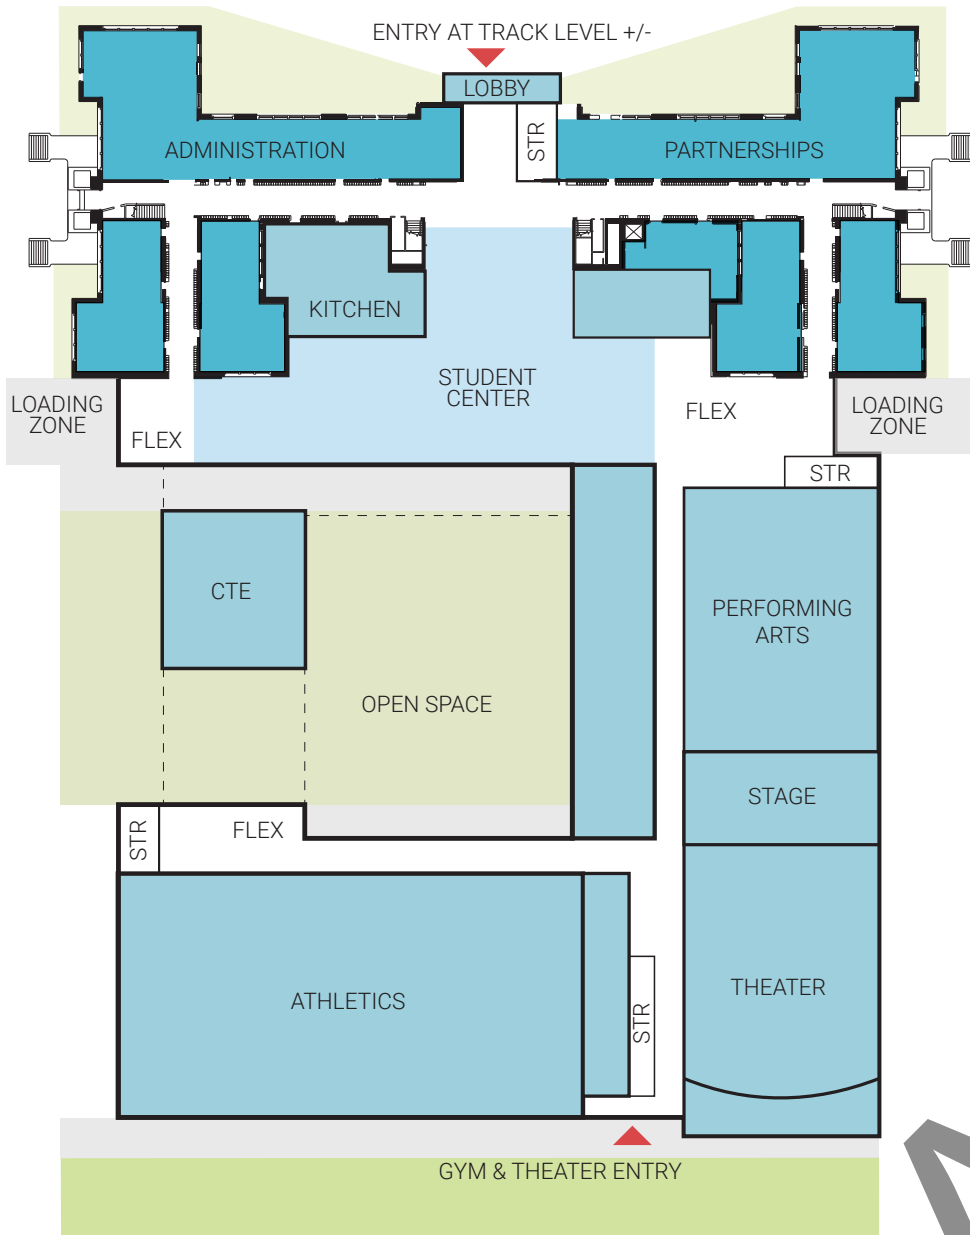 ENTRY AT TRACK LEVEL +/-
LOBBY
STR
ADMINISTRATION
PARTNERSHIPS
KITCHEN
STUDENT
CENTER
LOADING
ZONE
FLEX
FLEX
LOADING
ZONE
STR
CTE
PERFORMING
ARTS
OPEN SPACE
STAGE
STR
FLEX
THEATER
ATHLETICS
STR
GYM & THEATER ENTRY